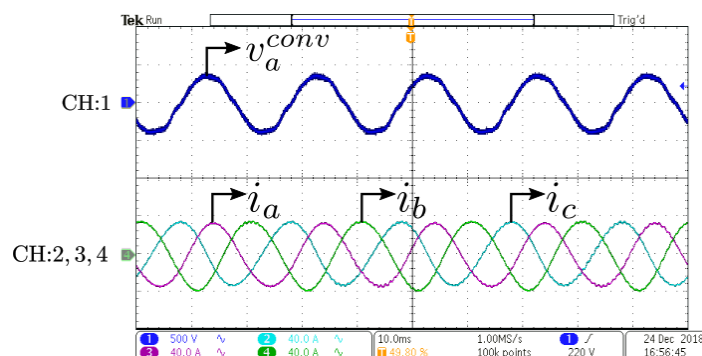 Tek Run Trig'd
T
v_a^{conv}
CH:1 1
i_a i_b i_c
CH:2, 3, 4 4
1 500 V 2 40.0 A 10.0ms 1.00MS/s 1 24 Dec 2018
3 40.0 A 4 40.0 A T 49.80 % 100k points 220 V 16:56:45